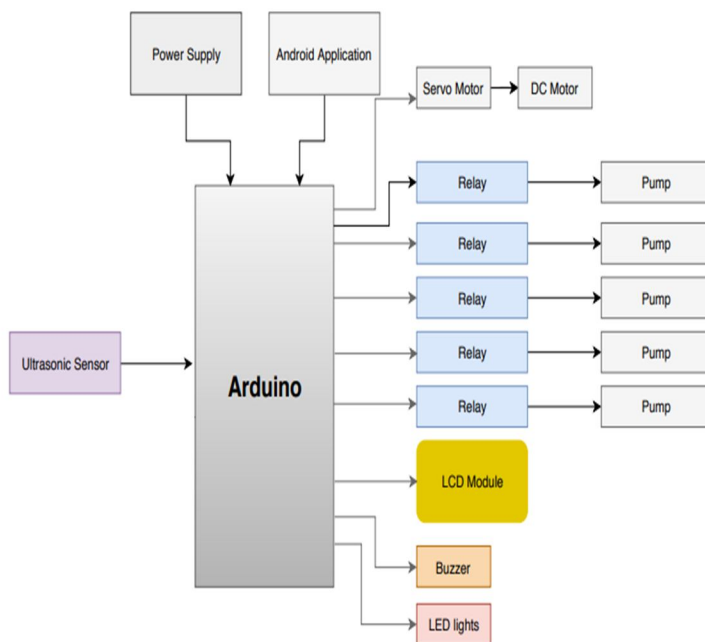 Power Supply
Android Application
Servo Motor
DC Motor
Relay
Pump
Relay
Pump
Relay
Pump
Relay
Pump
Relay
Pump
Ultrasonic Sensor
Arduino
LCD Module
Buzzer
LED lights